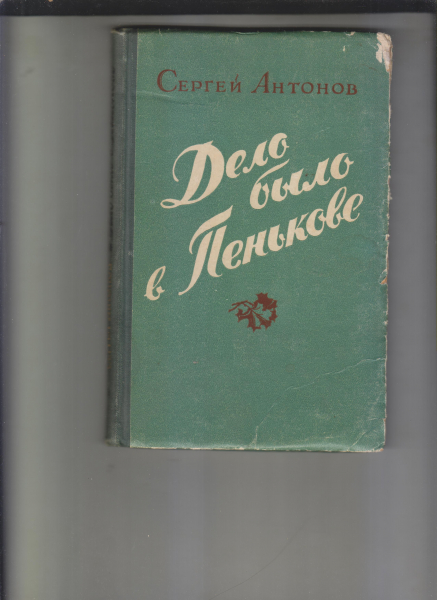 Сергей Антонов
Дело
было
в Пенькове